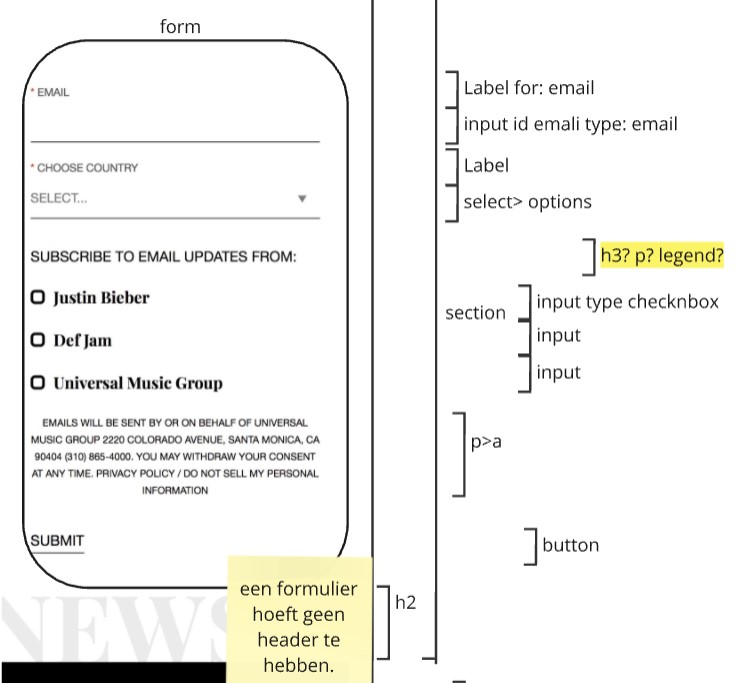 form
* EMAIL
* CHOOSE COUNTRY
SELECT...
SUBSCRIBE TO EMAIL UPDATES FROM:
Justin Bieber
Def Jam
Universal Music Group
EMAILS WILL BE SENT BY OR ON BEHALF OF UNIVERSAL
MUSIC GROUP 2220 COLORADO AVENUE, SANTA MONICA, CA
90404 (310) 865-4000. YOU MAY WITHDRAW YOUR CONSENT
AT ANY TIME. PRIVACY POLICY / DO NOT SELL MY PERSONAL
INFORMATION
SUBMIT
NEWS
een formulier
hoeft geen
header te
hebben.
h2
Label for: email
input id emali type: email
Label
select> options
h3? p? legend?
section
input type checknbox
input
input
p>a
button